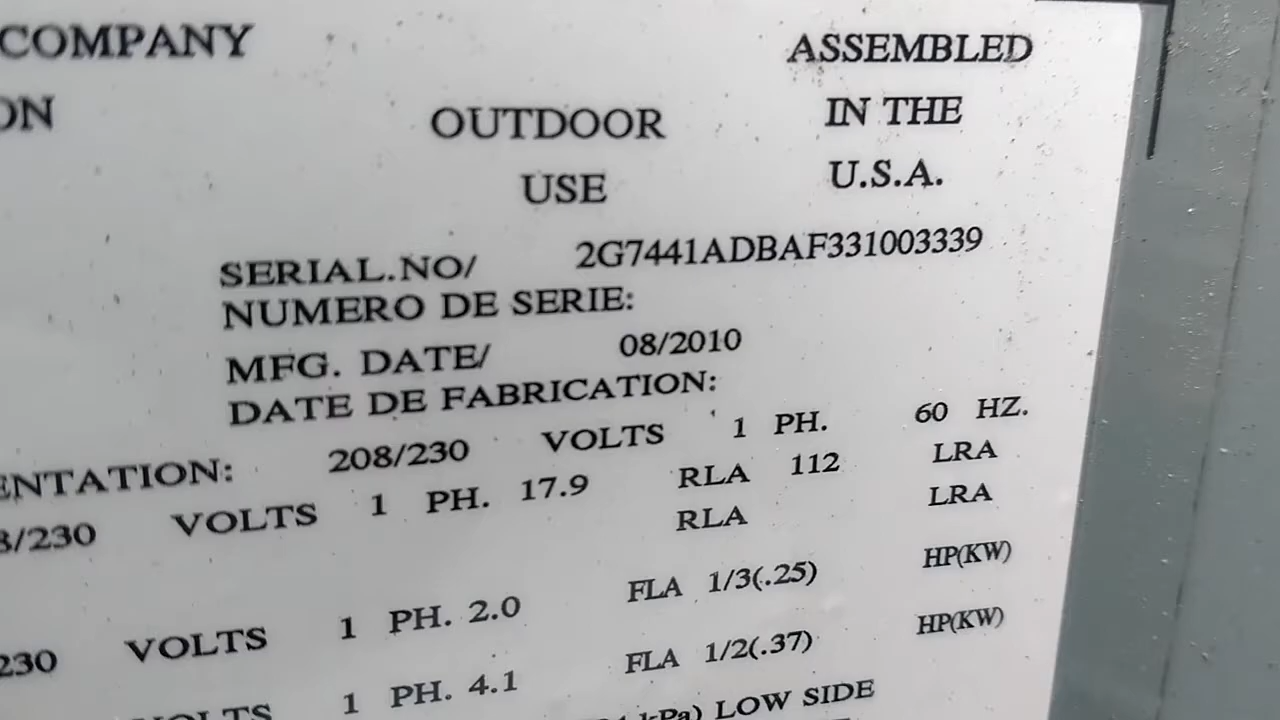 COMPANY
ON
OUTDOOR
USE
ASSEMBLED
IN THE
U.S.A.
SERIAL.NO/ 2G7441ADBAF331003339
NUMERO DE SERIE:
MFG. DATE/ 08/2010
DATE DE FABRICATION:
ENTATION: 208/230 VOLTS 1 PH. 60 HZ.
8/230 VOLTS 1 PH. 17.9 RLA 112 LRA
RLA LRA
230 VOLTS 1 PH. 2.0 FLA 1/3(.25) HP(KW)
VOLTS 1 PH. 4.1 FLA 1/2(.37) HP(KW)
kPa) LOW SIDE